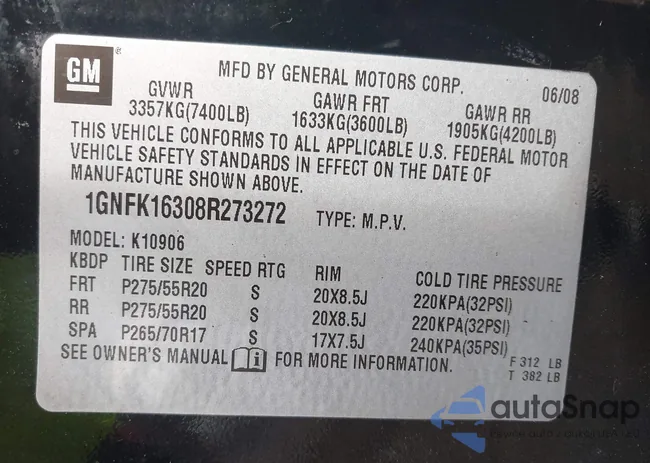 GM
MFD BY GENERAL MOTORS CORP. 06/08
GVWR GAWR FRT GAWR RR
3357KG(7400LB) 1633KG(3600LB) 1905KG(4200LB)
THIS VEHICLE CONFORMS TO ALL APPLICABLE U.S. FEDERAL MOTOR
VEHICLE SAFETY STANDARDS IN EFFECT ON THE DATE OF
MANUFACTURE SHOWN ABOVE.
1GNFK16308R273272 TYPE: M.P.V.
MODEL: K10906
KBDP TIRE SIZE SPEED RTG RIM COLD TIRE PRESSURE
FRT P275/55R20 S 20X8.5J 220KPA(32PSI)
RR P275/55R20 S 20X8.5J 220KPA(32PSI)
SPA P265/70R17 S 17X7.5J 240KPA(35PSI)
SEE OWNER'S MANUAL i FOR MORE INFORMATION.
F 312 LB
T 382 LB
autoSnap